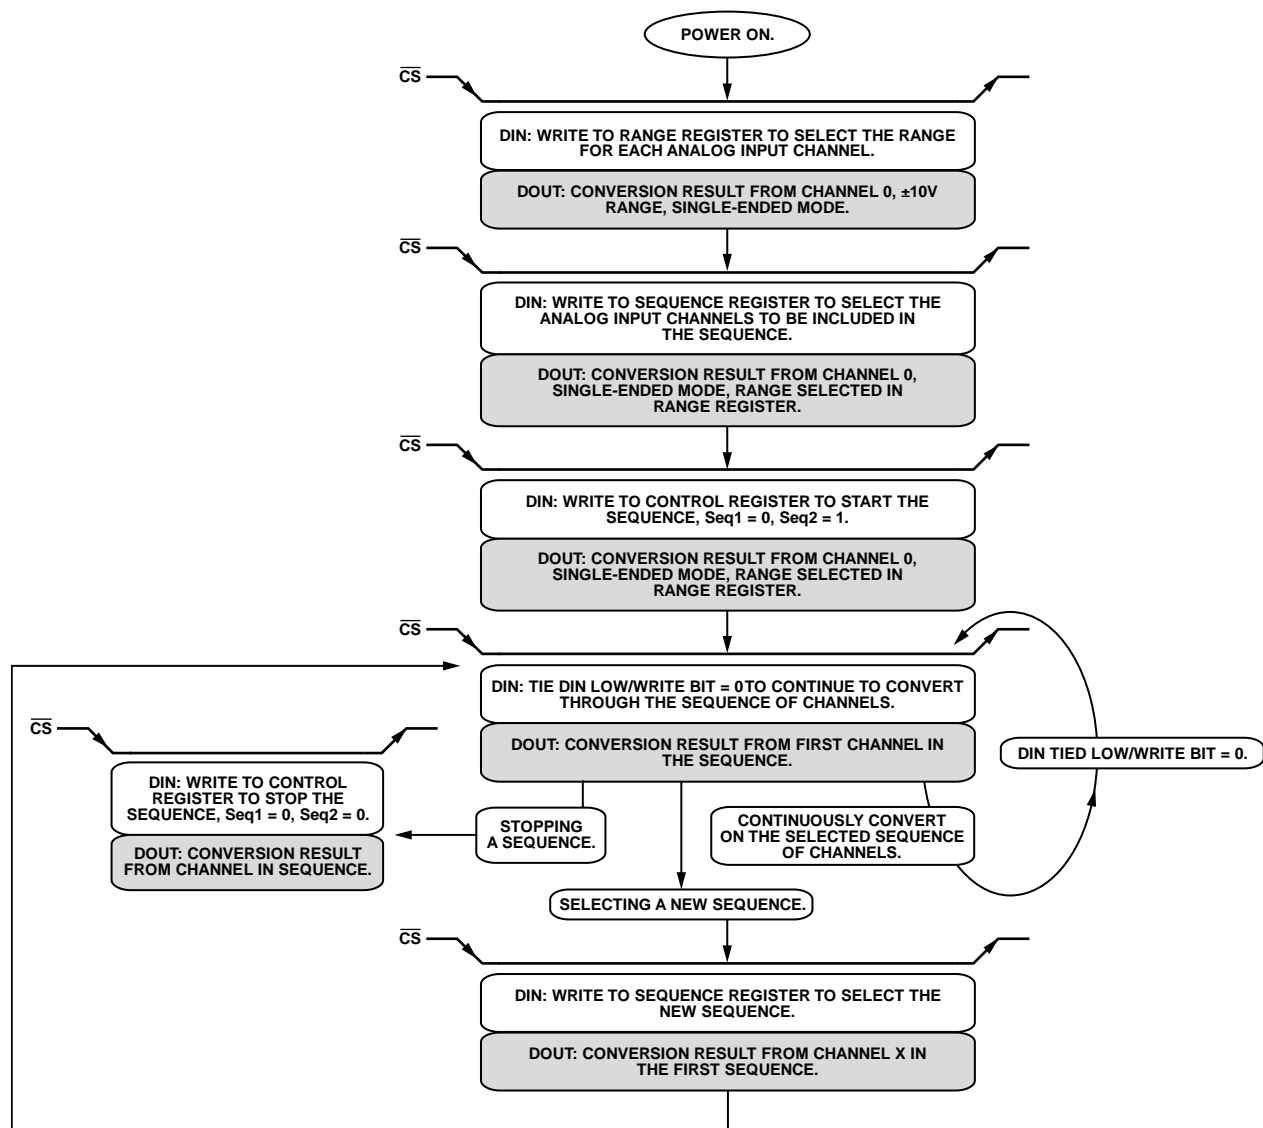 POWER ON.
CS
DIN: WRITE TO RANGE REGISTER TO SELECT THE RANGE
FOR EACH ANALOG INPUT CHANNEL.
DOUT: CONVERSION RESULT FROM CHANNEL 0, ±10V
RANGE, SINGLE-ENDED MODE.
CS
DIN: WRITE TO SEQUENCE REGISTER TO SELECT THE
ANALOG INPUT CHANNELS TO BE INCLUDED IN
THE SEQUENCE.
DOUT: CONVERSION RESULT FROM CHANNEL 0,
SINGLE-ENDED MODE, RANGE SELECTED IN
RANGE REGISTER.
CS
DIN: WRITE TO CONTROL REGISTER TO START THE
SEQUENCE, Seq1 = 0, Seq2 = 1.
DOUT: CONVERSION RESULT FROM CHANNEL 0,
SINGLE-ENDED MODE, RANGE SELECTED IN
RANGE REGISTER.
CS
DIN: TIE DIN LOW/WRITE BIT = 0 TO CONTINUE TO CONVERT
THROUGH THE SEQUENCE OF CHANNELS.
DOUT: CONVERSION RESULT FROM FIRST CHANNEL IN
THE SEQUENCE.
DIN TIED LOW/WRITE BIT = 0.
CS
DIN: WRITE TO CONTROL
REGISTER TO STOP THE
SEQUENCE, Seq1 = 0, Seq2 = 0.
DOUT: CONVERSION RESULT
FROM CHANNEL IN SEQUENCE.
STOPPING
A SEQUENCE.
CONTINUOUSLY CONVERT
ON THE SELECTED SEQUENCE
OF CHANNELS.
SELECTING A NEW SEQUENCE.
CS
DIN: WRITE TO SEQUENCE REGISTER TO SELECT THE
NEW SEQUENCE.
DOUT: CONVERSION RESULT FROM CHANNEL X IN
THE FIRST SEQUENCE.